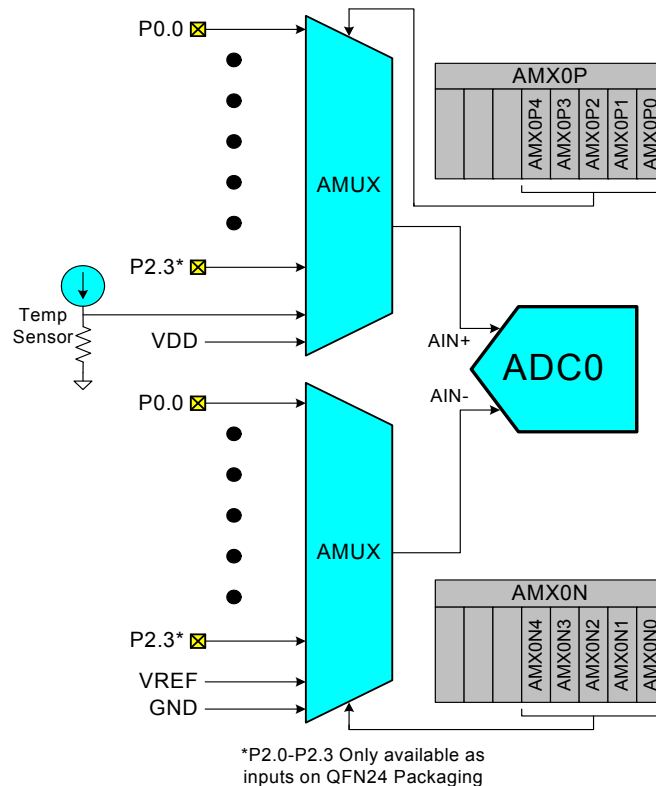 P0.0
AMX0P
AMX0P4
AMX0P3
AMX0P2
AMX0P1
AMX0P0
AMUX
P2.3*
Temp
Sensor
VDD
AIN+
ADC0
AIN-
P0.0
AMUX
AMX0N
AMX0N4
AMX0N3
AMX0N2
AMX0N1
AMX0N0
P2.3*
VREF
GND
*P2.0-P2.3 Only available as
inputs on QFN24 Packaging